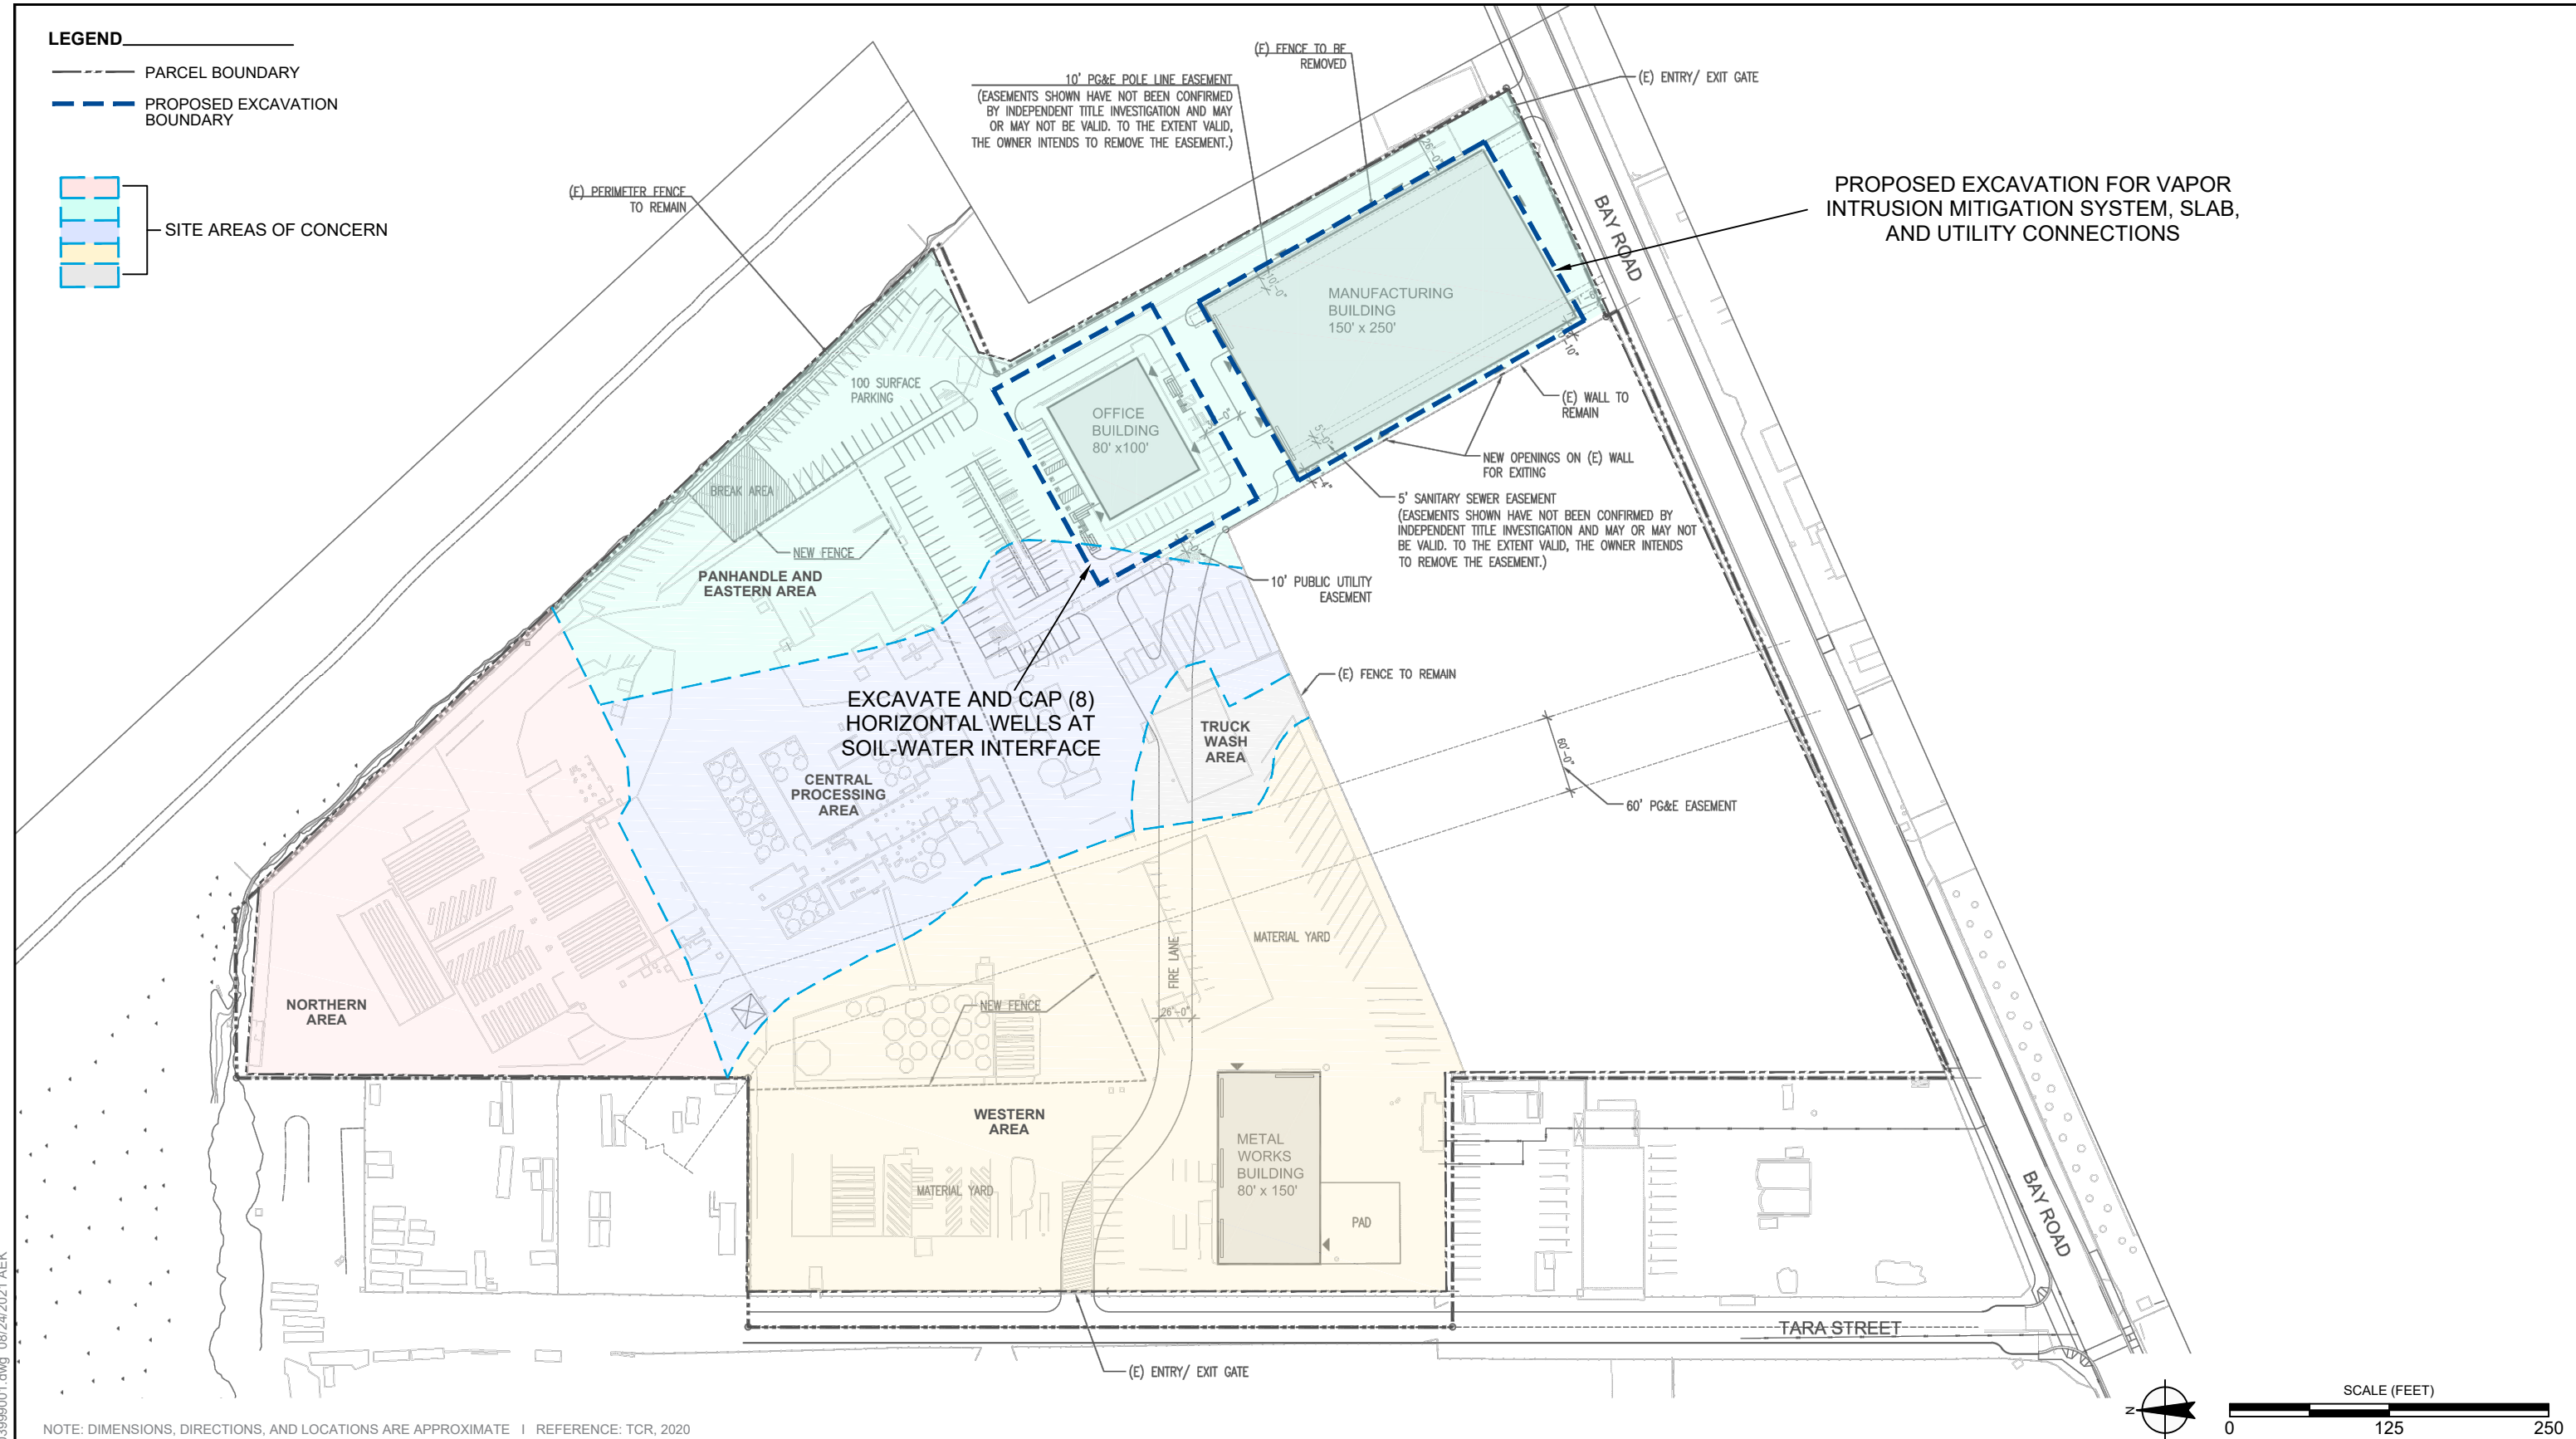 LEGEND
PARCEL BOUNDARY
PROPOSED EXCAVATION
BOUNDARY
SITE AREAS OF CONCERN
(E) PERIMETER FENCE
TO REMAIN
10' PG&E POLE LINE EASEMENT
(EASEMENTS SHOWN HAVE NOT BEEN CONFIRMED
BY INDEPENDENT TITLE INVESTIGATION AND MAY
OR MAY NOT BE VALID. TO THE EXTENT VALID,
THE OWNER INTENDS TO REMOVE THE EASEMENT.)
(E) FENCE TO BE
REMOVED
(E) ENTRY/ EXIT GATE
PROPOSED EXCAVATION FOR VAPOR
INTRUSION MITIGATION SYSTEM, SLAB,
AND UTILITY CONNECTIONS
BAY ROAD
26'-0"
10'-0"
MANUFACTURING
BUILDING
150' x 250'
100 SURFACE
PARKING
OFFICE
BUILDING
80' x100'
(E) WALL TO
REMAIN
NEW OPENINGS ON (E) WALL
FOR EXITING
5'-0"
5' SANITARY SEWER EASEMENT
(EASEMENTS SHOWN HAVE NOT BEEN CONFIRMED BY
INDEPENDENT TITLE INVESTIGATION AND MAY OR MAY NOT
BE VALID. TO THE EXTENT VALID, THE OWNER INTENDS
TO REMOVE THE EASEMENT.)
BREAK AREA
NEW FENCE
PANHANDLE AND
EASTERN AREA
10' PUBLIC UTILITY
EASEMENT
(E) FENCE TO REMAIN
EXCAVATE AND CAP (8)
HORIZONTAL WELLS AT
SOIL-WATER INTERFACE
TRUCK
WASH
AREA
CENTRAL
PROCESSING
AREA
60'-0"
60' PG&E EASEMENT
MATERIAL YARD
FIRE LANE
26'-0"
NEW FENCE
NORTHERN
AREA
WESTERN
AREA
METAL
WORKS
BUILDING
80' x 150'
MATERIAL YARD
PAD
BAY ROAD
TARA STREET
(E) ENTRY/ EXIT GATE
NOTE: DIMENSIONS, DIRECTIONS, AND LOCATIONS ARE APPROXIMATE I REFERENCE: TCR, 2020
N
SCALE (FEET)
0 125 250